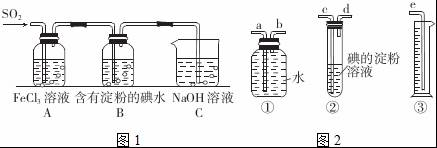 SO₂
a b
c d
e
水
碘的淀粉
溶液
FeCl₃ 溶液 含有淀粉的碘水 NaOH 溶液
A B C
① ② ③
图1 图2